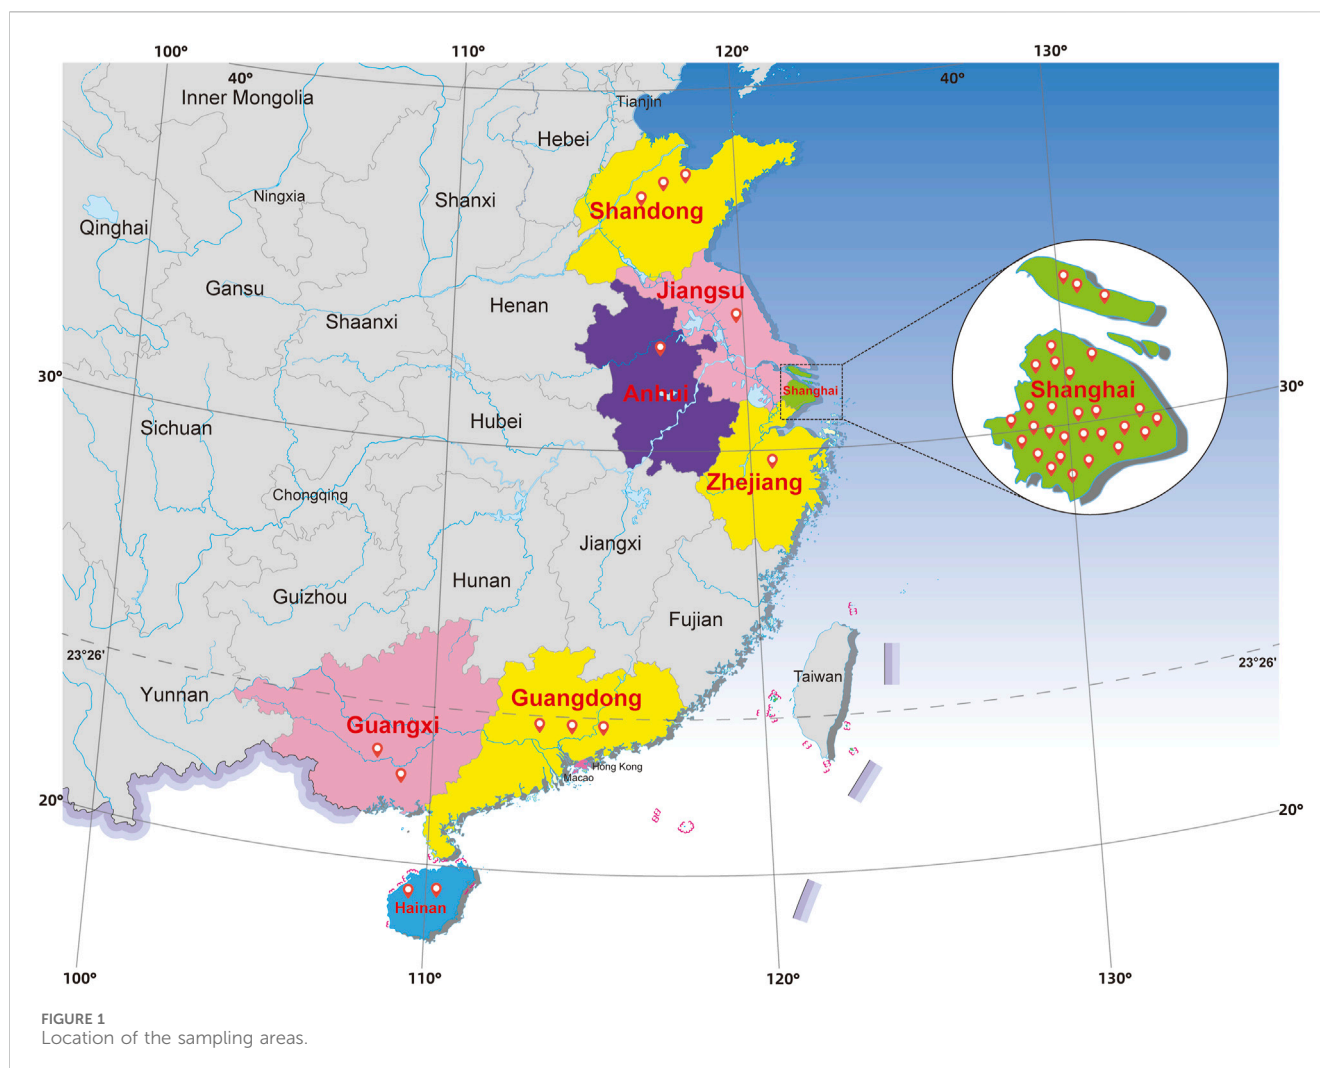 100°
110°
120°
130°
40°
40°
Inner Mongolia
Tianjin
Hebei
Ningxia
Shanxi
Shandong
Qinghai
Gansu
Jiangsu
Henan
Shaanxi
30°
30°
Anhui
Shanghai
Shanghai
Hubei
Sichuan
Zhejiang
Chongqing
Jiangxi
Hunan
Guizhou
Fujian
23°26'
23°26'
Yunnan
Taiwan
Guangdong
Guangxi
Hong Kong
Macao
20°
20°
Hainan
100°
110°
120°
130°
FIGURE 1
Location of the sampling areas.